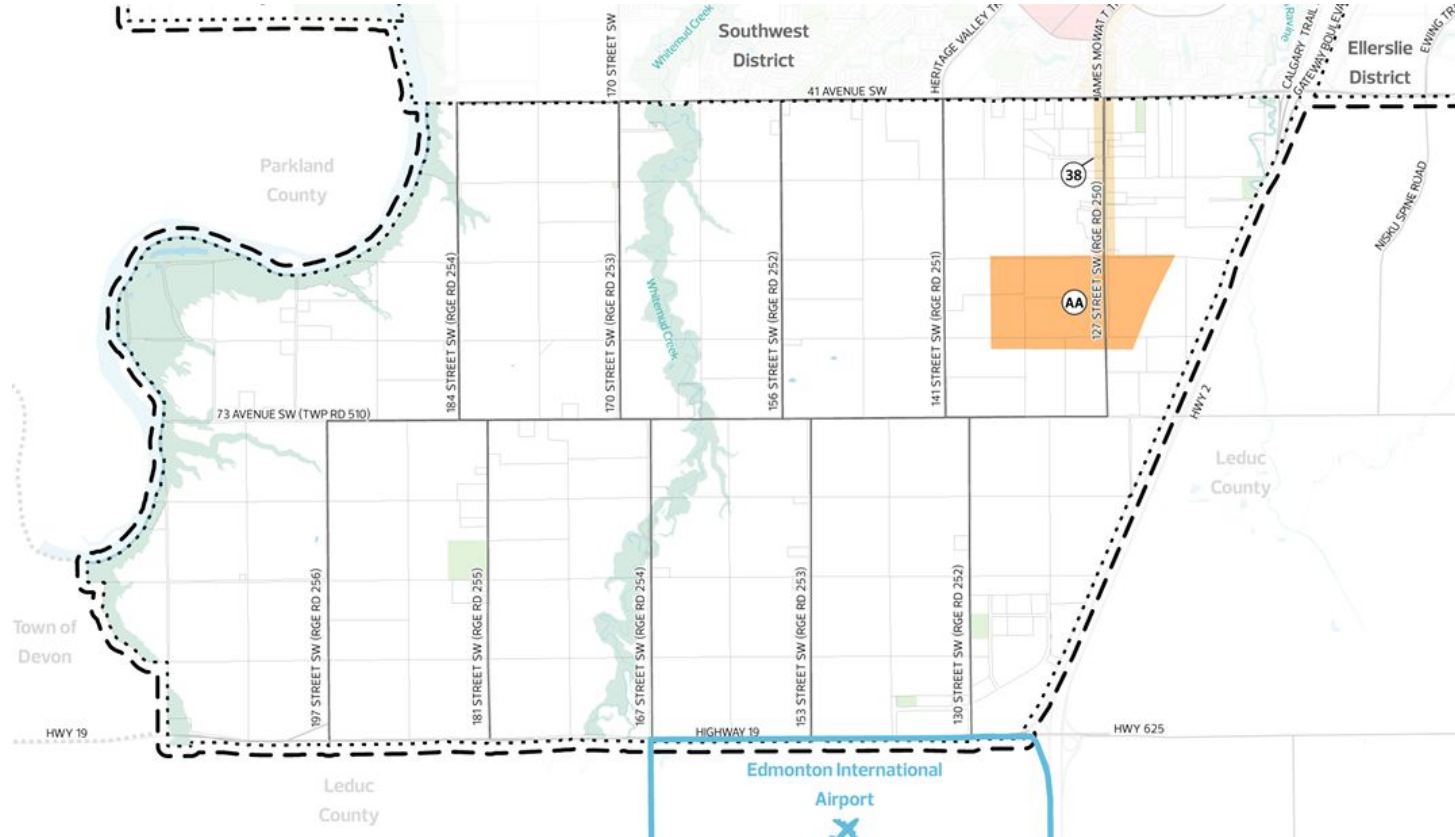 Whitemud Creek
170 STREET SW
Southwest
District
HERITAGE VALLEY
JAMES MOWAT T
Ravine
CALGARY TRAIL
GATEWAY BOULEVA
EWING TR
Ellerslie
District
41 AVENUE SW
Parkland
County
38
NISKU SPINE ROAD
184 STREET SW (RGE RD 254)
170 STREET SW (RGE RD 253)
Whitemud Creek
156 STREET SW (RGE RD 252)
141 STREET SW (RGE RD 251)
AA
127 STREET SW (RGE RD 250)
73 AVENUE SW (TWP RD 510)
HWY 2
Leduc
County
Town of
Devon
197 STREET SW (RGE RD 256)
181 STREET SW (RGE RD 255)
167 STREET SW (RGE RD 254)
153 STREET SW (RGE RD 253)
130 STREET SW (RGE RD 252)
HWY 19
HIGHWAY 19
HWY 625
Leduc
County
Edmonton International
Airport